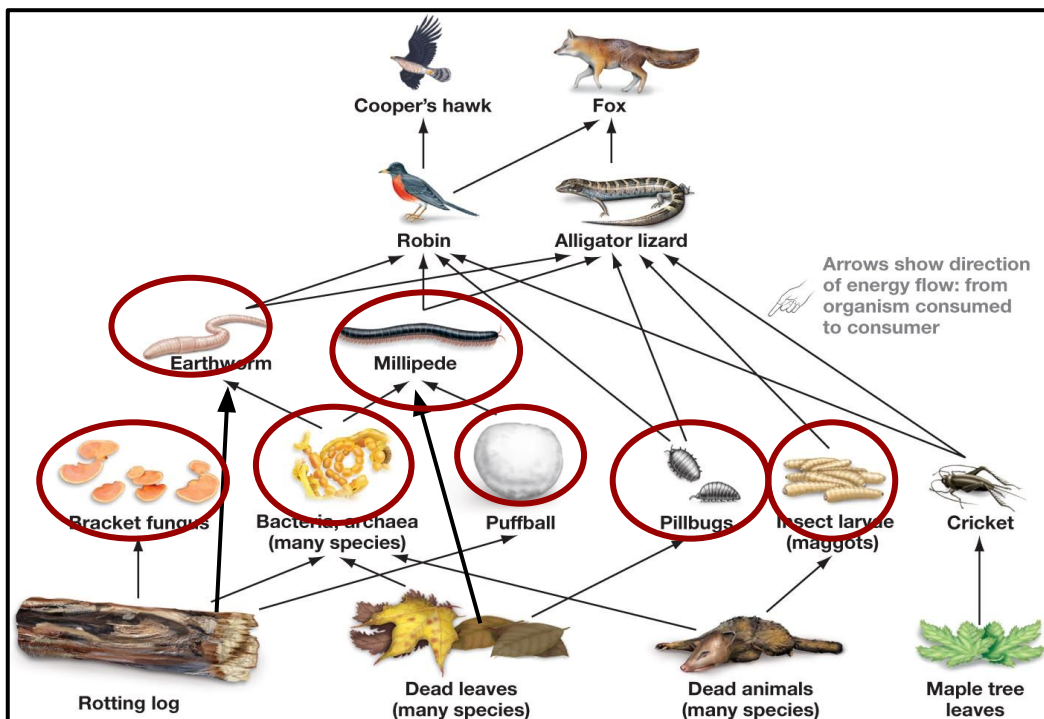 Cooper's hawk
Fox
Robin
Alligator lizard
Arrows show direction
of energy flow: from
organism consumed
to consumer
Earthworm
Millipede
Bracket fungus
Bacteria, archaea
(many species)
Puffball
Pillbugs
Insect larvae
(maggots)
Cricket
Rotting log
Dead leaves
(many species)
Dead animals
(many species)
Maple tree
leaves